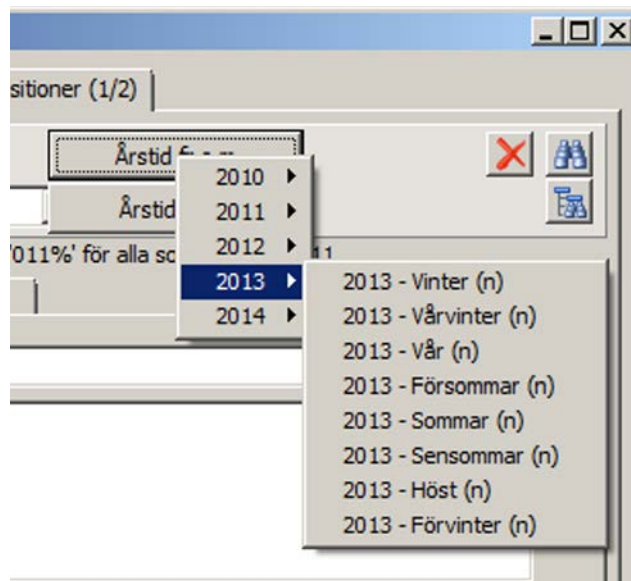 sitioner (1/2)
Årstid
2010
Årstid
2011
'011%' för alla
2012
11
2013
2014
2013 - Vinter (n)
2013 - Vårvinter (n)
2013 - Vår (n)
2013 - Försommar (n)
2013 - Sommar (n)
2013 - Sensommar (n)
2013 - Höst (n)
2013 - Förvinter (n)